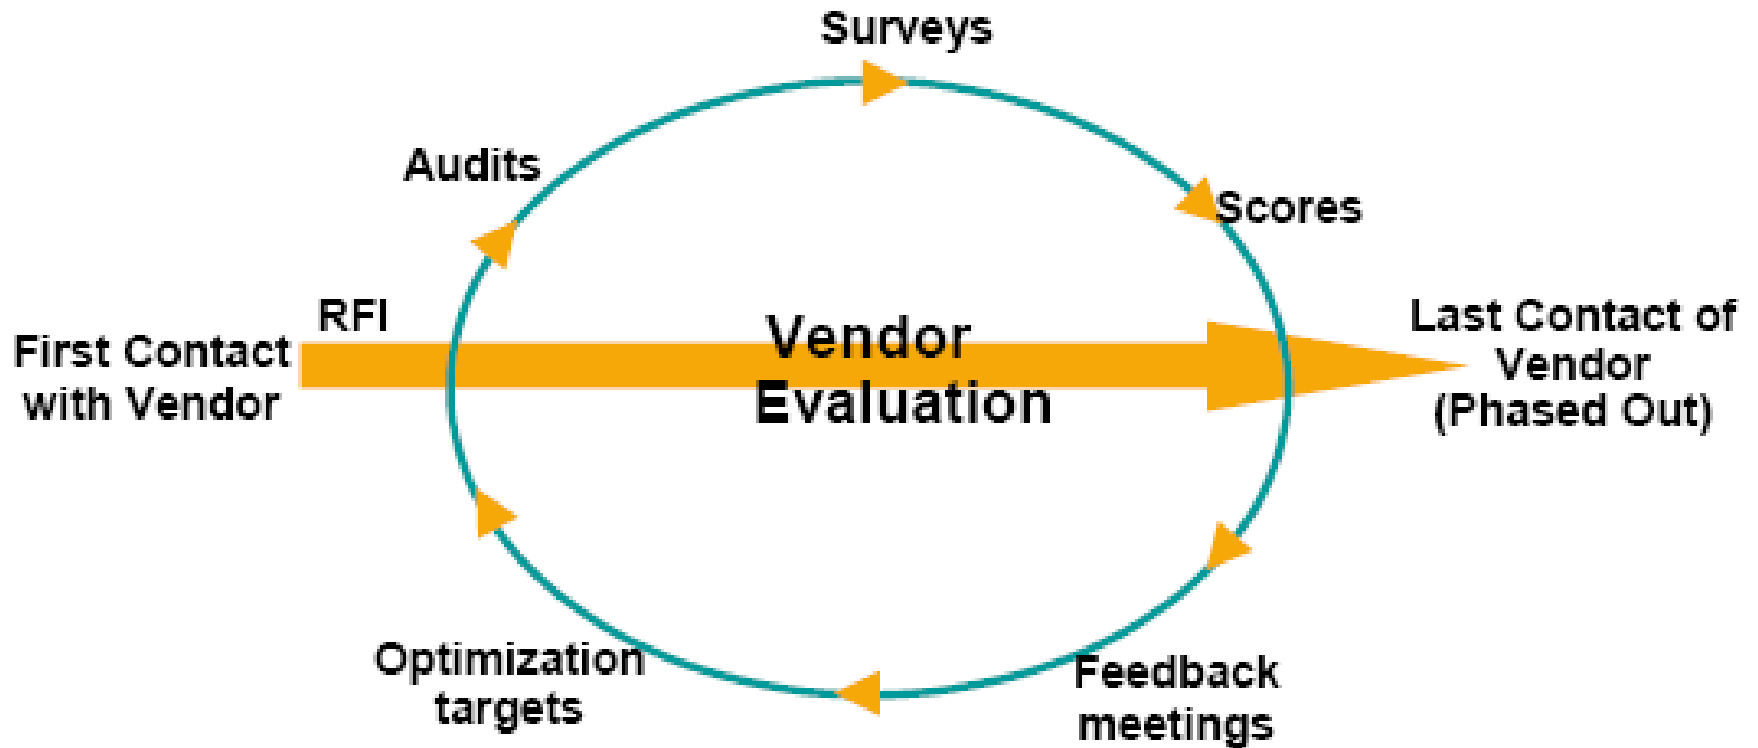 Surveys
Audits
Scores
RFI
First Contact
with Vendor
Vendor
Evaluation
Last Contact of
Vendor
(Phased Out)
Optimization
targets
Feedback
meetings